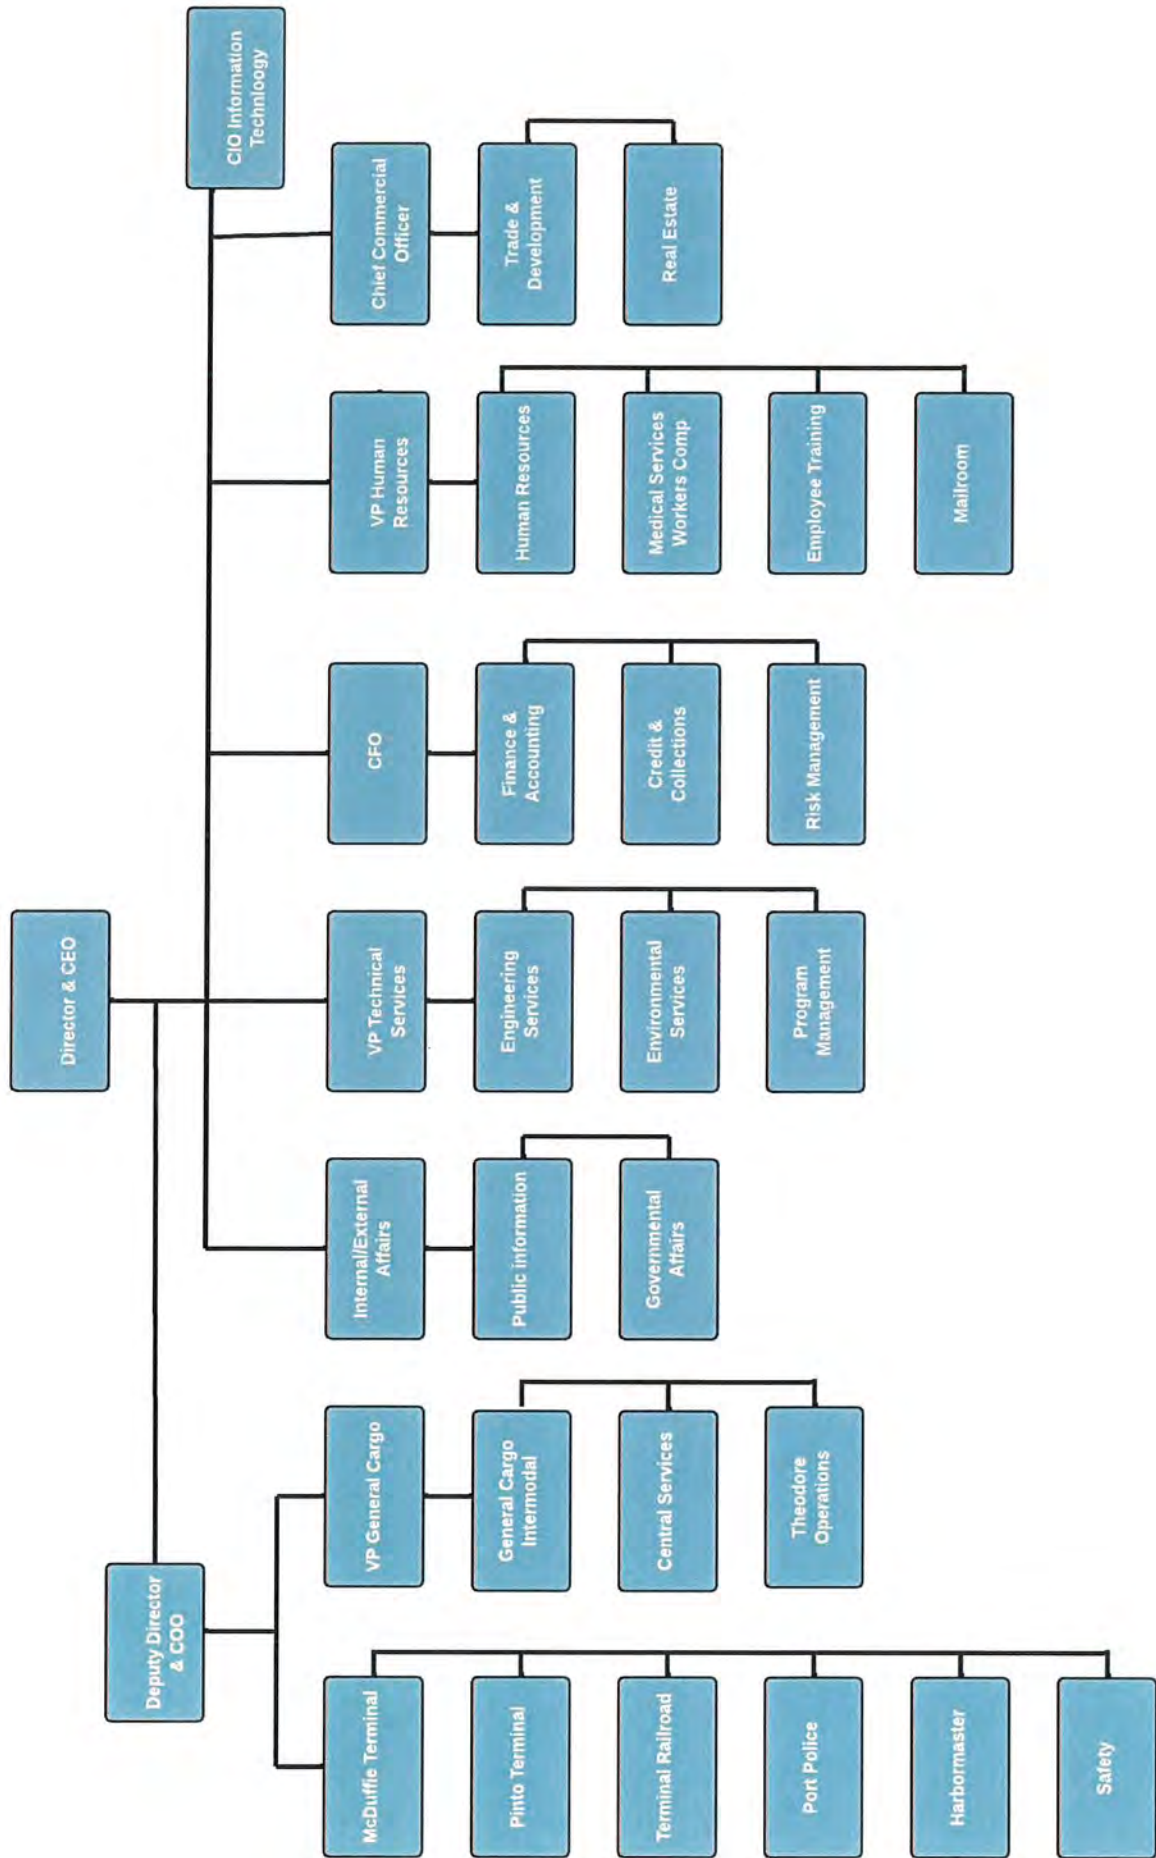 Director & CEO
Deputy Director
& COO
CIO Information
Technloogy
McDuffie Terminal
VP General Cargo
Internal/External
Affairs
VP Technical
Services
CFO
VP Human
Resources
Chief Commercial
Officer
Pinto Terminal
General Cargo
Intermodal
Public information
Engineering
Services
Finance &
Accounting
Human Resources
Trade &
Development
Terminal Railroad
Central Services
Governmental
Affairs
Environmental
Services
Credit &
Collections
Medical Services
Workers Comp
Real Estate
Port Police
Theodore
Operations
Program
Management
Risk Management
Employee Training
Harbormaster
Mailroom
Safety